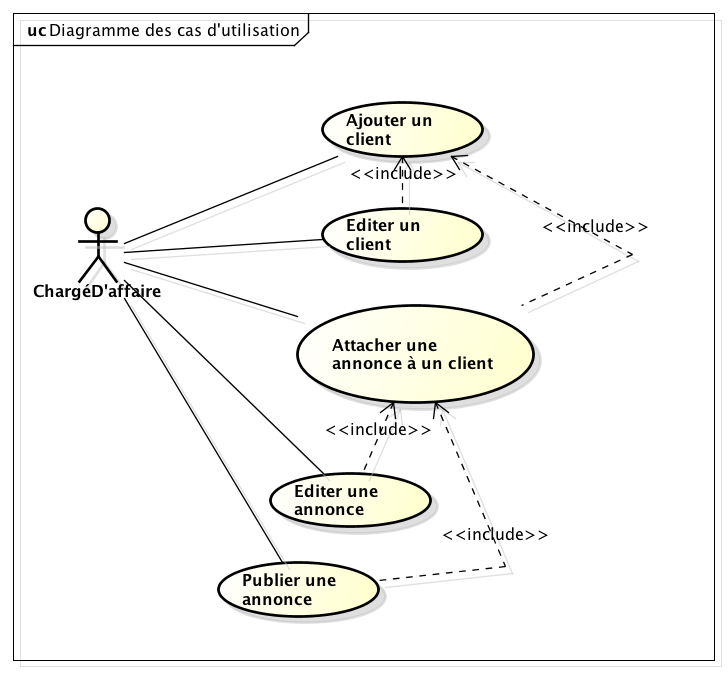 uc Diagramme des cas d'utilisation
Ajouter un
client
<<include>>
Editer un
client
<<include>>
ChargéD'affaire
Attacher une
annonce à un client
<<include>>
Editer une
annonce
<<include>>
Publier une
annonce